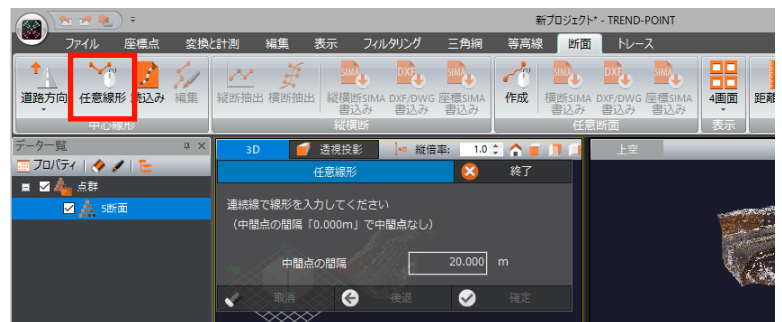 新プロジェクト* - TREND-POINT
ファイル 座標点 変換と計測 編集 表示 フィルタリング 三角網 等高線 断面 トレース
道路方向 任意線形 読込み 編集 縦断抽出 横断抽出 縦横断SIMA書込み DXF/DWG書込み 座標SIMA書込み 作成 横断SIMA書込み DXF/DWG書込み 座標SIMA書込み 4画面 距離
中心線形 縦横断 任意断面 表示
データ一覧 3D 透視投影 縦倍率: 1.0 上空
プロパティ 任意線形 終了
点群
5断面 連続線で線形を入力してください
(中間点の間隔「0.000m」で中間点なし)
中間点の間隔 20.000 m
取消 後退 確定